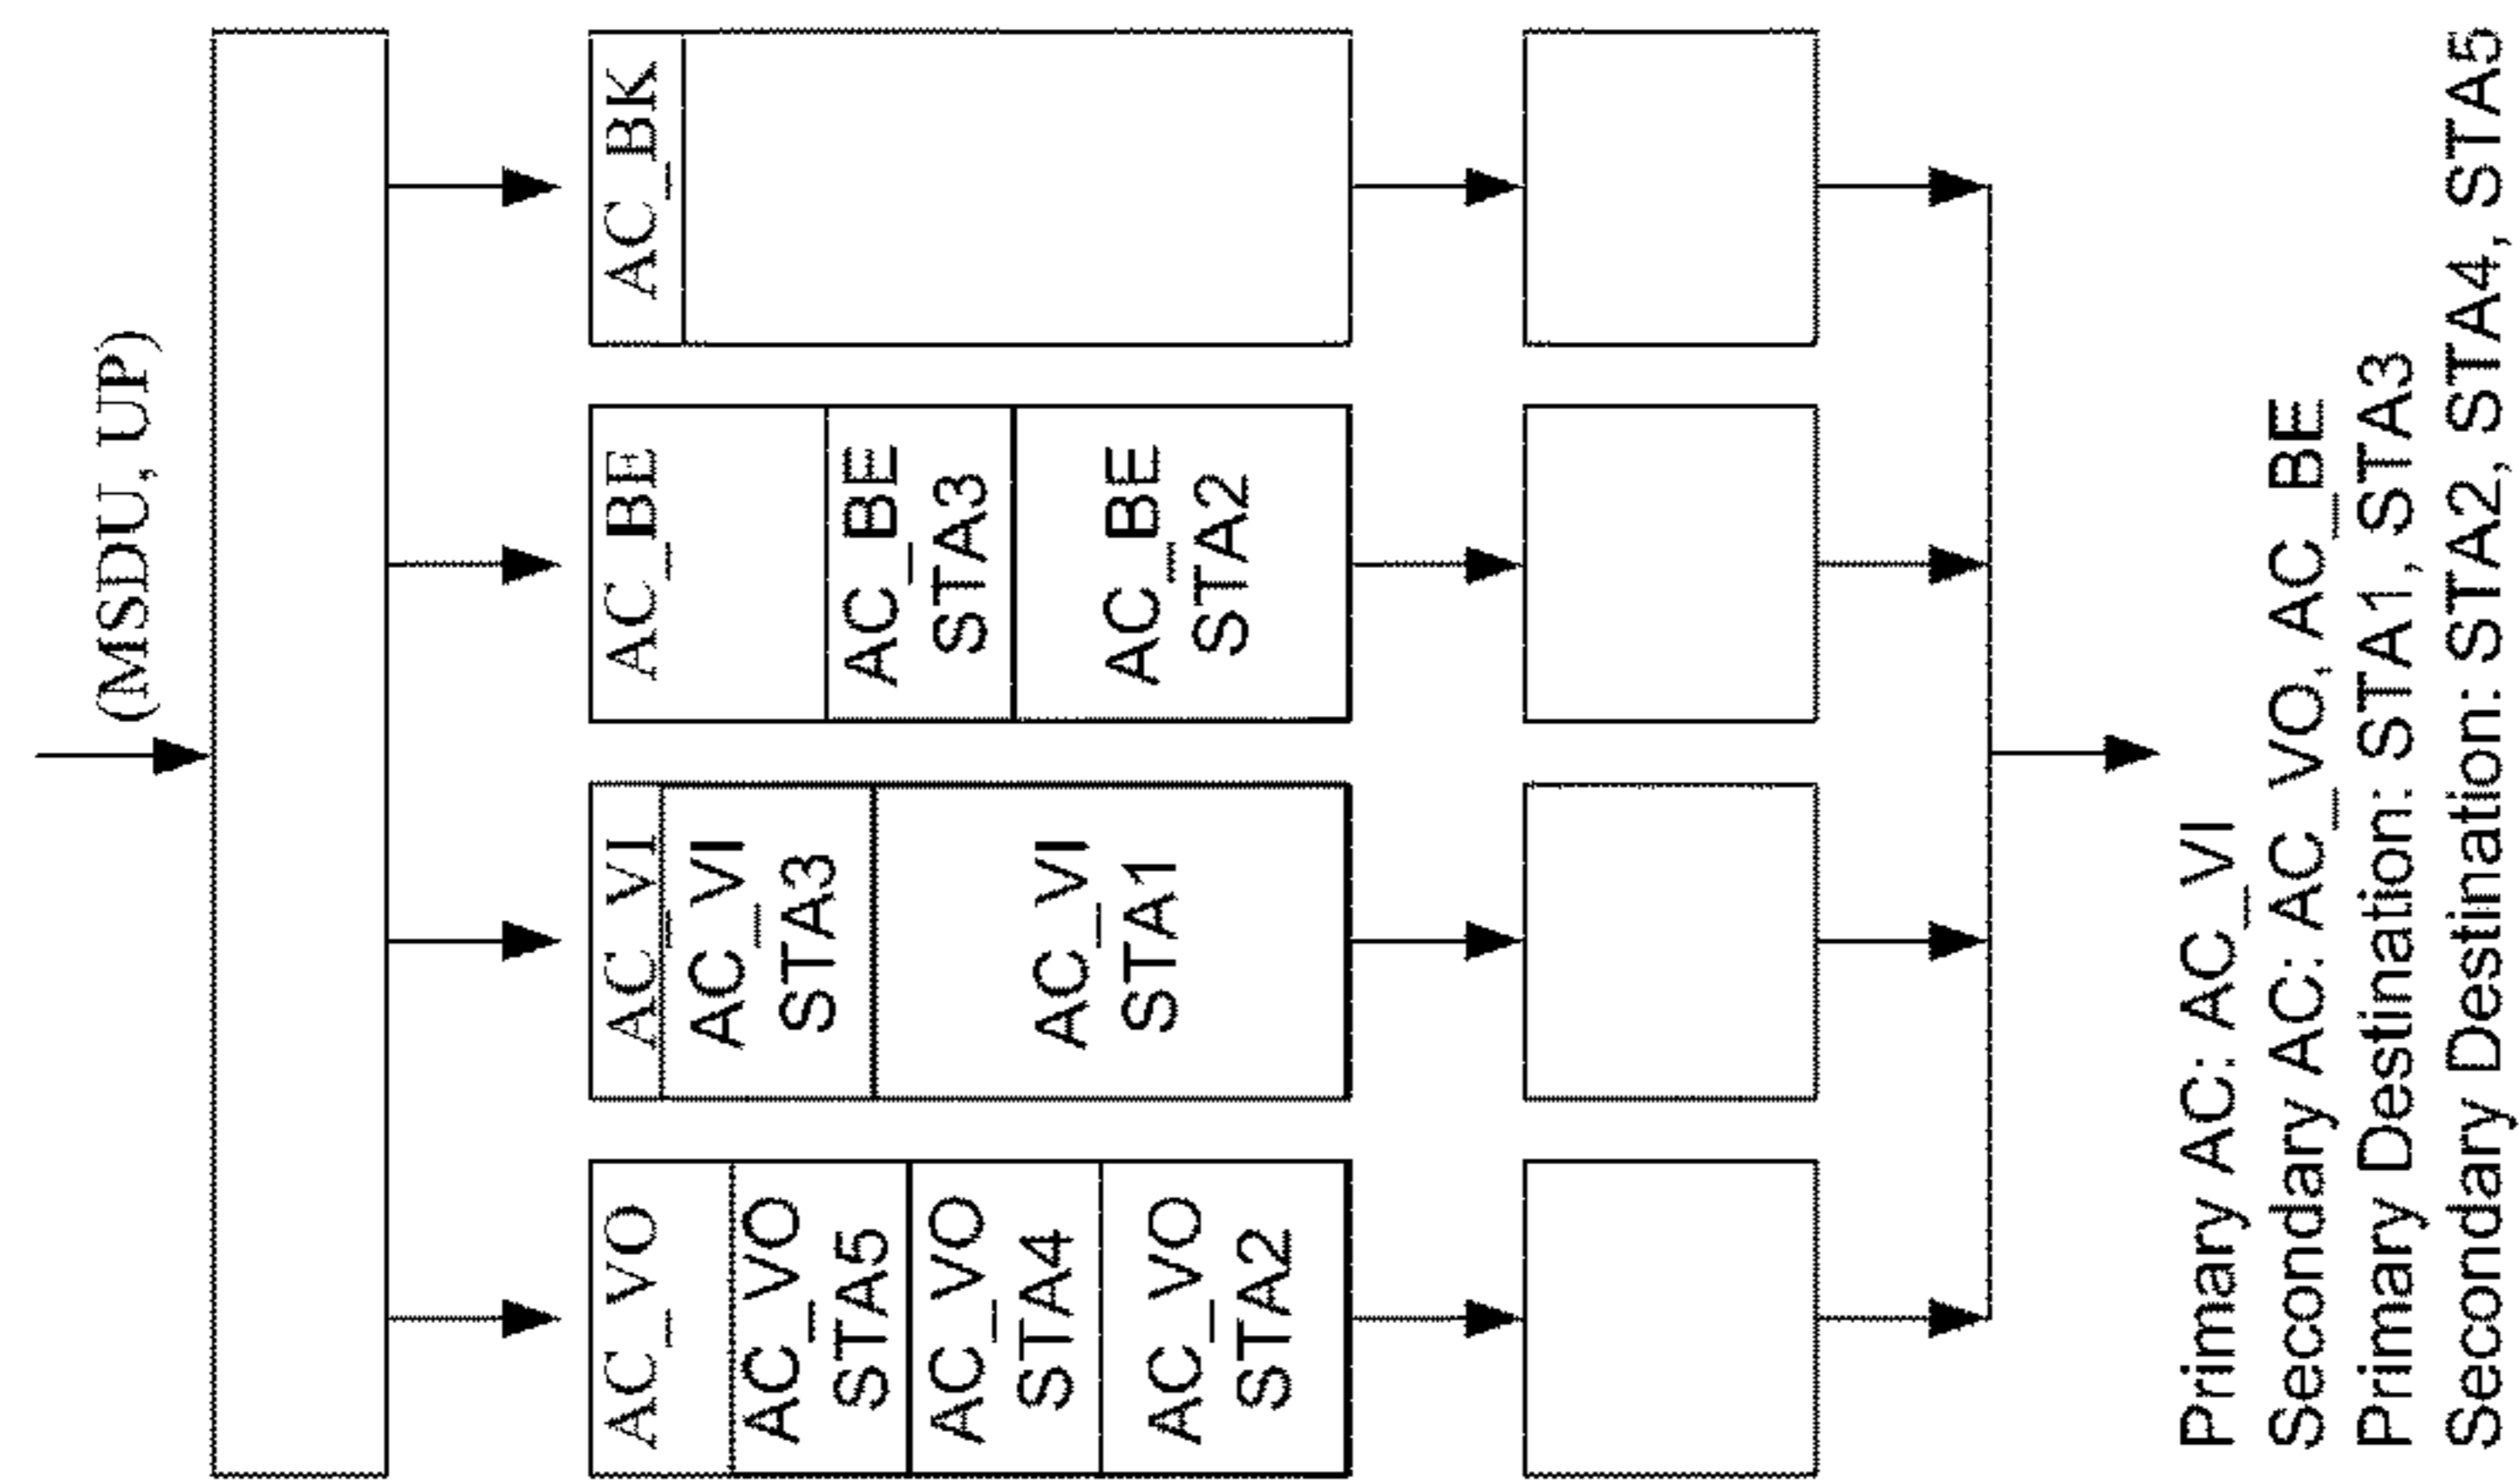 (MSDU, UP)
AC_VO
AC_VO
STA5
AC_VO
STA4
AC_VO
STA2
AC_VI
AC_VI
STA3
AC_VI
STA1
AC_BE
AC_BE
STA3
AC_BE
STA2
AC_BK
Primary AC: AC_VI
Secondary AC: AC_VO, AC_BE
Primary Destination: STA1, STA3
Secondary Destination: STA2, STA4, STA5